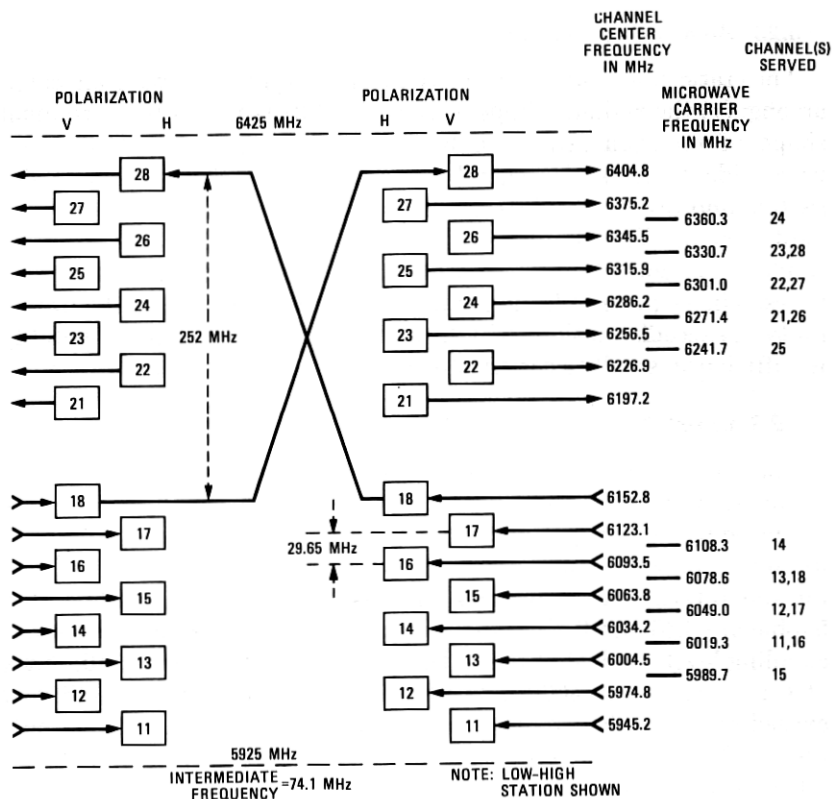 CHANNEL
CENTER
FREQUENCY
IN MHz
CHANNEL(S)
SERVED
MICROWAVE
CARRIER
FREQUENCY
IN MHz
POLARIZATION
V H
6425 MHz
POLARIZATION
H V
28 28 6404.8
27 27 6375.2
6360.3 24
26 26 6345.5
6330.7 23,28
25 25 6315.9
6301.0 22,27
24 24 6286.2
6271.4 21,26
252 MHz
23 23 6256.5
6241.7 25
22 22 6226.9
21 21 6197.2
18 18 6152.8
17 17 6123.1
29.65 MHz
6108.3 14
16 16 6093.5
6078.6 13,18
15 15 6063.8
6049.0 12,17
14 14 6034.2
6019.3 11,16
13 13 6004.5
5989.7 15
12 12 5974.8
11 11 5945.2
5925 MHz
INTERMEDIATE
FREQUENCY =74.1 MHz
NOTE: LOW-HIGH
STATION SHOWN